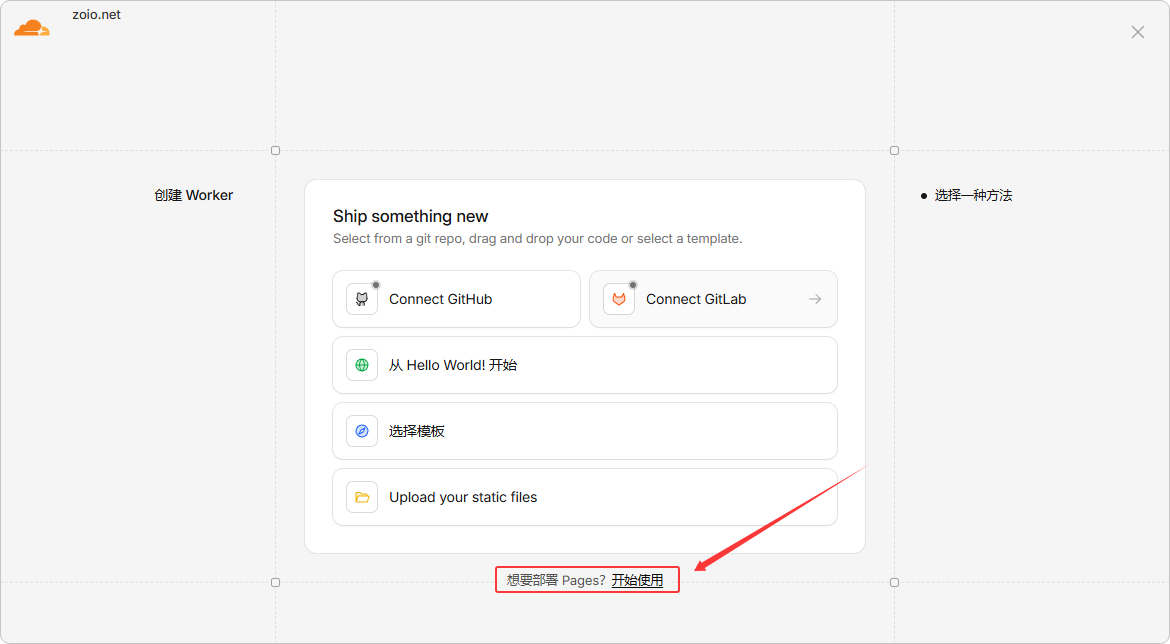 zoio.net
创建 Worker
Ship something new
Select from a git repo, drag and drop your code or select a template.
Connect GitHub
Connect GitLab
从 Hello World! 开始
选择模板
Upload your static files
想要部署 Pages？开始使用
选择一种方法